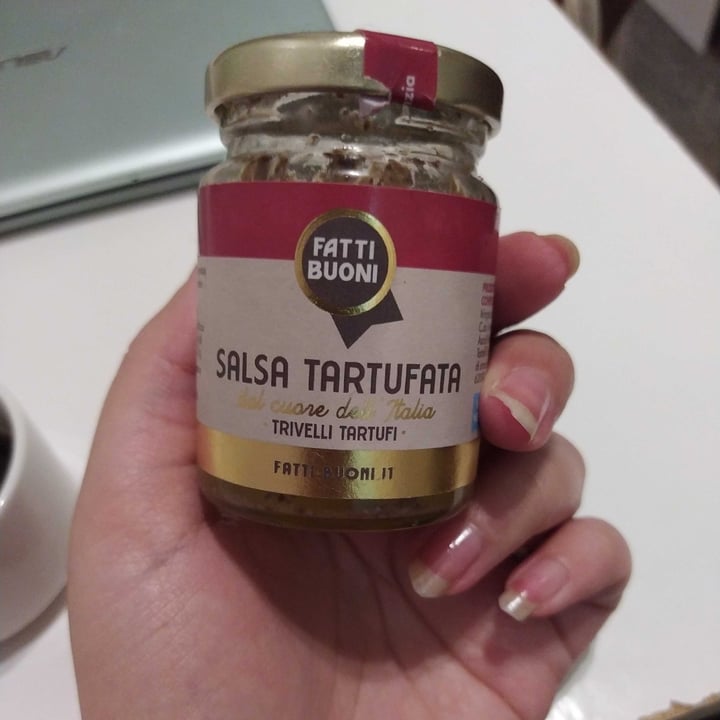 FATTI
BUONI
SALSA TARTUFATA
dal cuore dell'Italia
TRIVELLI TARTUFI
FATTI-BUONI.IT